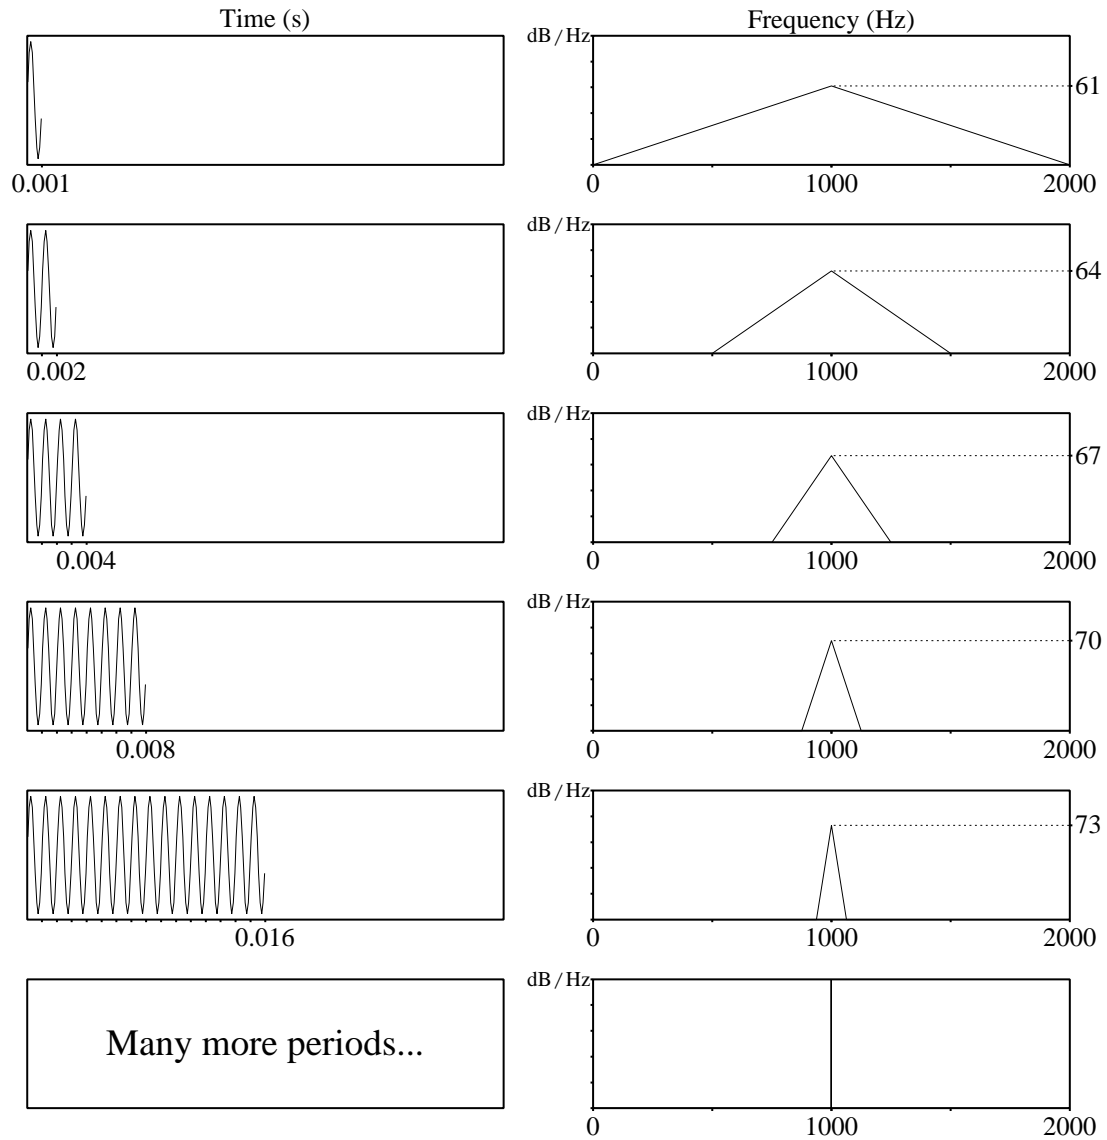 Time (s) Frequency (Hz)
dB/Hz
61
0.001 0 1000 2000
dB/Hz
64
0.002 0 1000 2000
dB/Hz
67
0.004 0 1000 2000
dB/Hz
70
0.008 0 1000 2000
dB/Hz
73
0.016 0 1000 2000
dB/Hz
Many more periods...
0 1000 2000